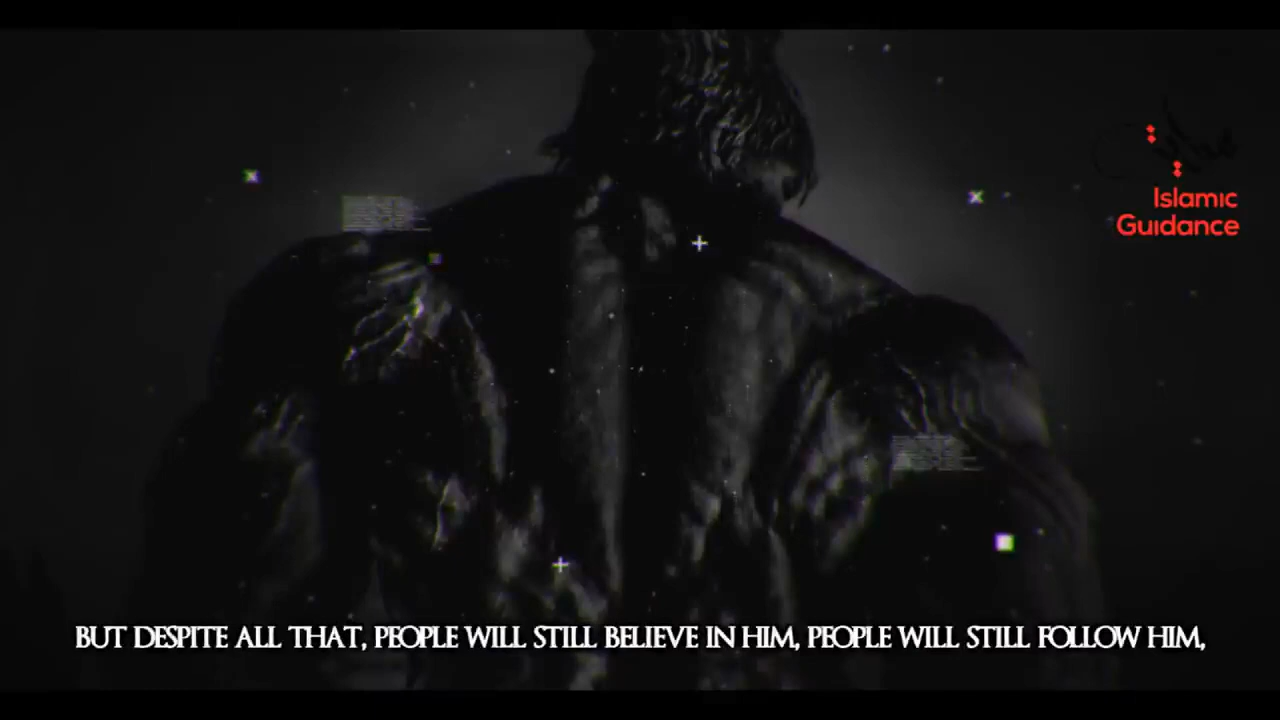 Islamic
Guidance
BUT DESPITE ALL THAT, PEOPLE WILL STILL BELIEVE IN HIM, PEOPLE WILL STILL FOLLOW HIM,